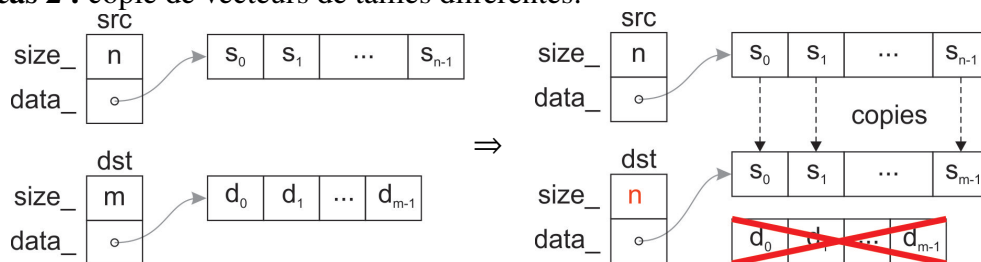 cas 2 : copie de vecteurs de tailles différentes.
src
size_ n
data_
s0 s1 ... sn-1
dst
size_ m
data_
d0 d1 ... dm-1
⇒
src
size_ n
data_
s0 s1 ... sn-1
copies
dst
size_ n
data_
s0 s1 ... sm-1
d0 d1 ... dm-1